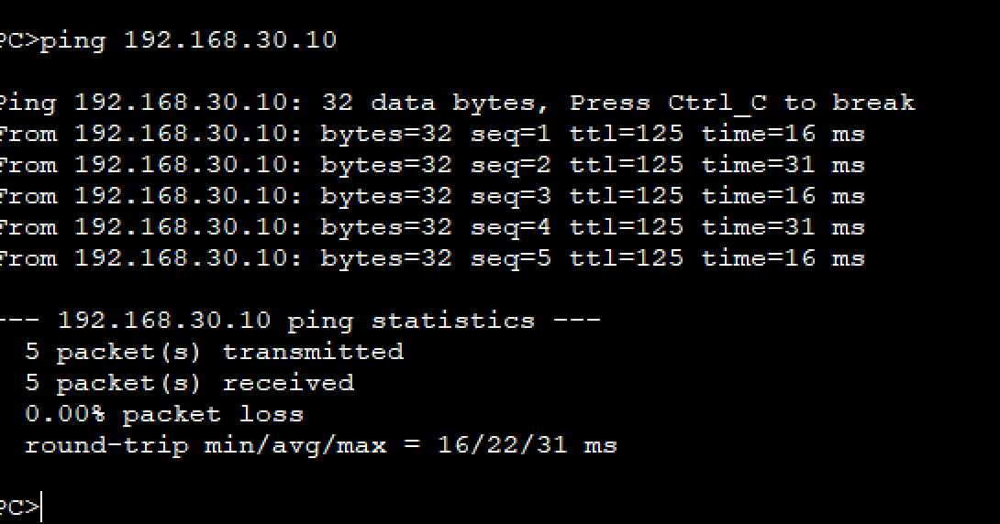 PC>ping 192.168.30.10
Ping 192.168.30.10: 32 data bytes, Press Ctrl_C to break
From 192.168.30.10: bytes=32 seq=1 ttl=125 time=16 ms
From 192.168.30.10: bytes=32 seq=2 ttl=125 time=31 ms
From 192.168.30.10: bytes=32 seq=3 ttl=125 time=16 ms
From 192.168.30.10: bytes=32 seq=4 ttl=125 time=31 ms
From 192.168.30.10: bytes=32 seq=5 ttl=125 time=16 ms
--- 192.168.30.10 ping statistics ---
5 packet(s) transmitted
5 packet(s) received
0.00% packet loss
round-trip min/avg/max = 16/22/31 ms
PC>